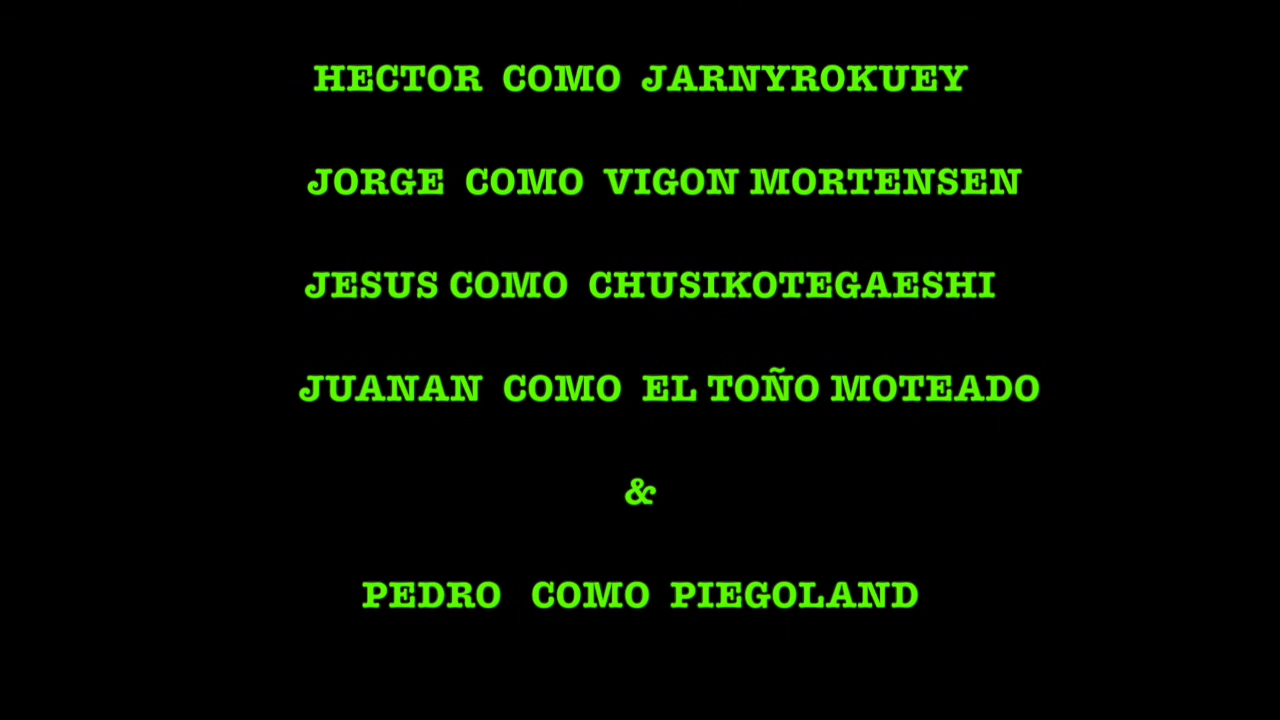 HECTOR COMO JARNYROKUEY
JORGE COMO VIGON MORTENSEN
JESUS COMO CHUSIKOTEGAESHI
JUANAN COMO EL TOÑO MOTEADO
&
PEDRO COMO PIEGOLAND